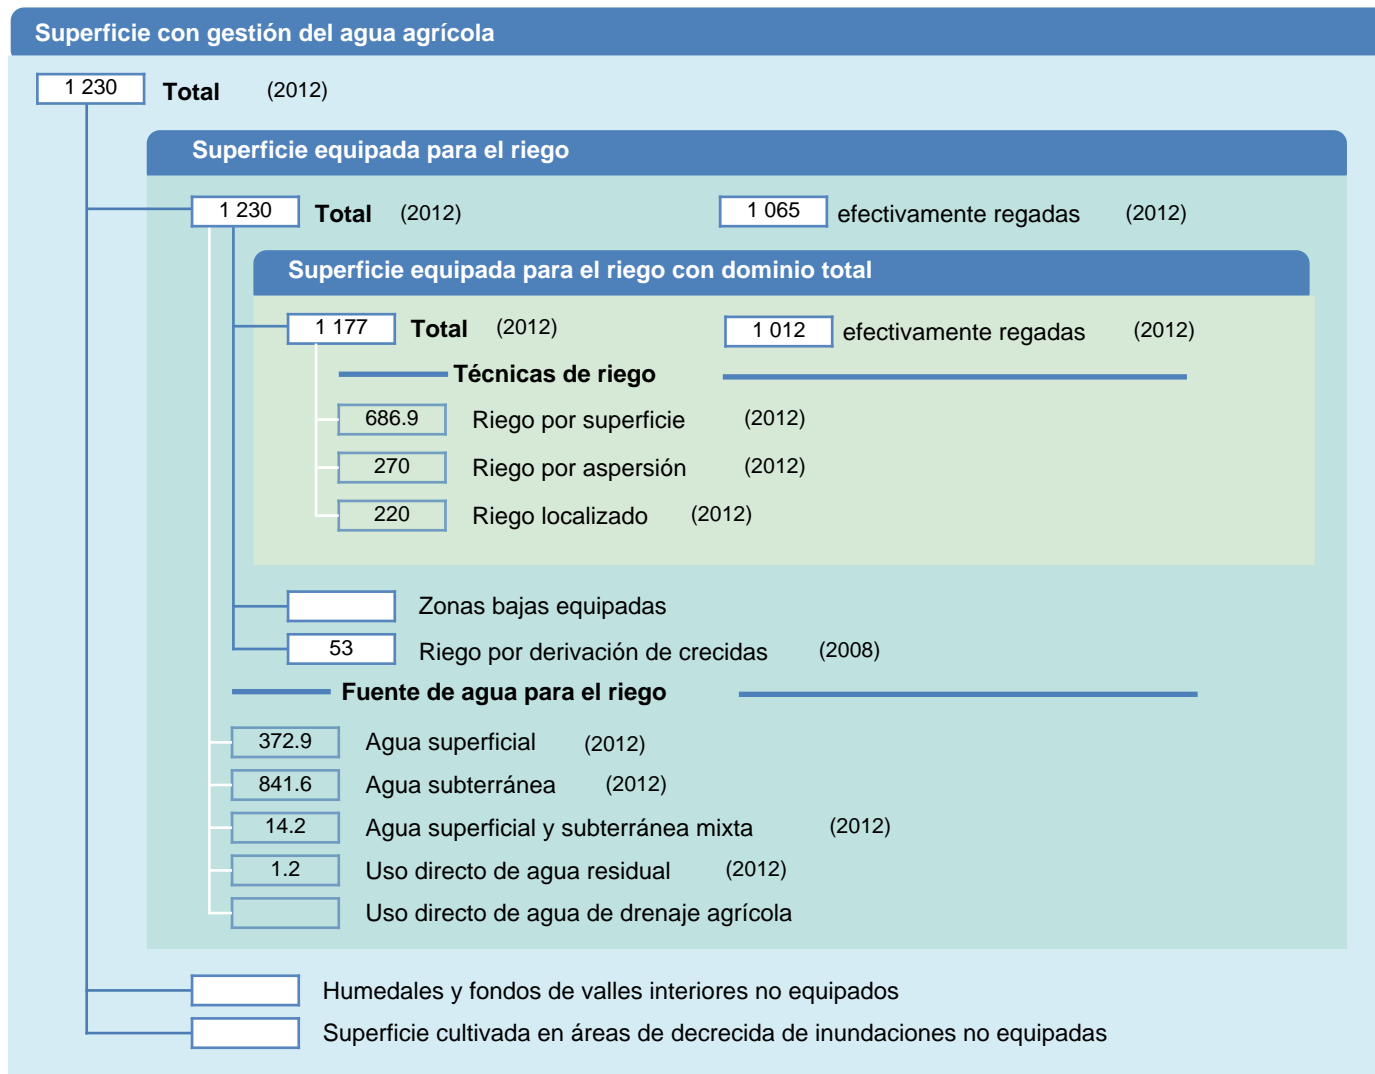 Superficie con gestión del agua agrícola
1 230 Total (2012)
Superficie equipada para el riego
1 230 Total (2012) 1 065 efectivamente regadas (2012)
Superficie equipada para el riego con dominio total
1 177 Total (2012) 1 012 efectivamente regadas (2012)
Técnicas de riego
686.9 Riego por superficie (2012)
270 Riego por aspersión (2012)
220 Riego localizado (2012)
Zonas bajas equipadas
53 Riego por derivación de crecidas (2008)
Fuente de agua para el riego
372.9 Agua superficial (2012)
841.6 Agua subterránea (2012)
14.2 Agua superficial y subterránea mixta (2012)
1.2 Uso directo de agua residual (2012)
Uso directo de agua de drenaje agrícola
Humedales y fondos de valles interiores no equipados
Superficie cultivada en áreas de decrecida de inundaciones no equipadas